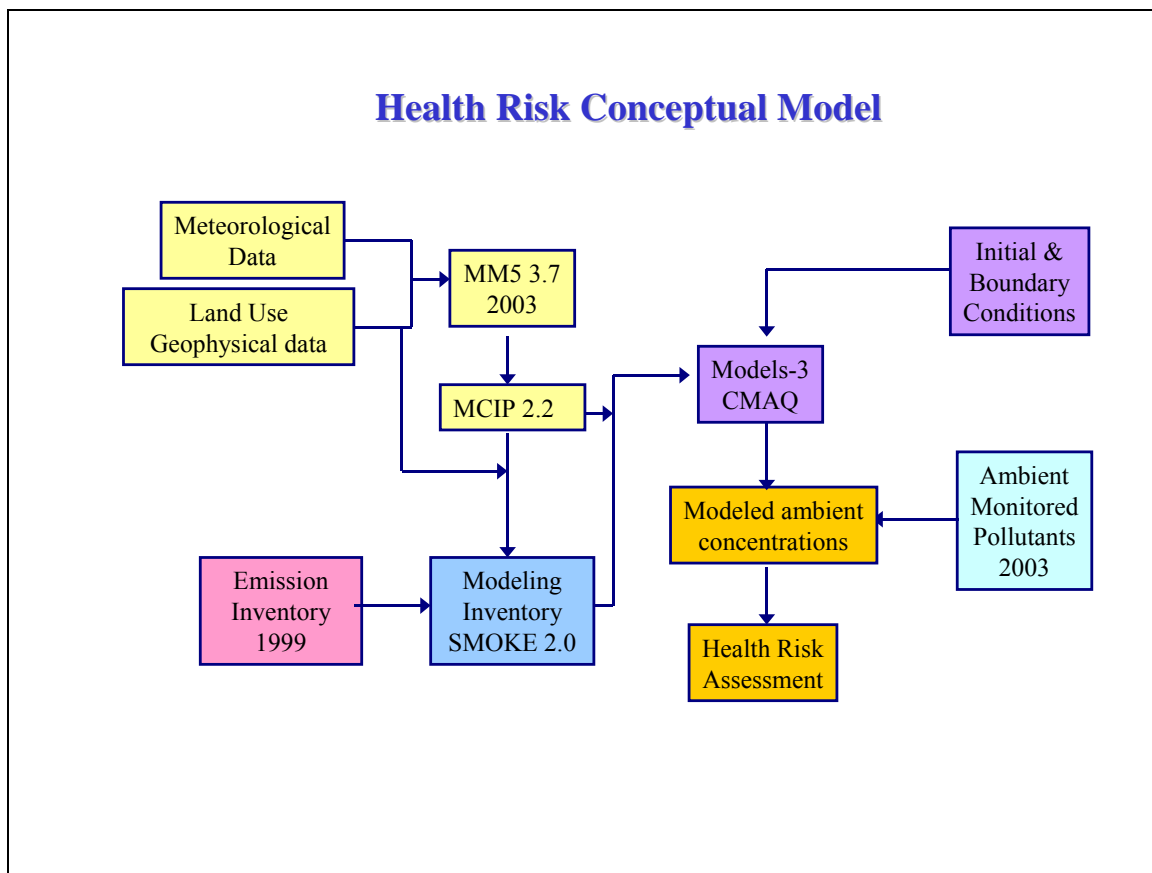 Health Risk Conceptual Model
Meteorological
Data
Land Use
Geophysical data
MM5 3.7
2003
MCIP 2.2
Emission
Inventory
1999
Modeling
Inventory
SMOKE 2.0
Initial &
Boundary
Conditions
Models-3
CMAQ
Modeled ambient
concentrations
Ambient
Monitored
Pollutants
2003
Health Risk
Assessment